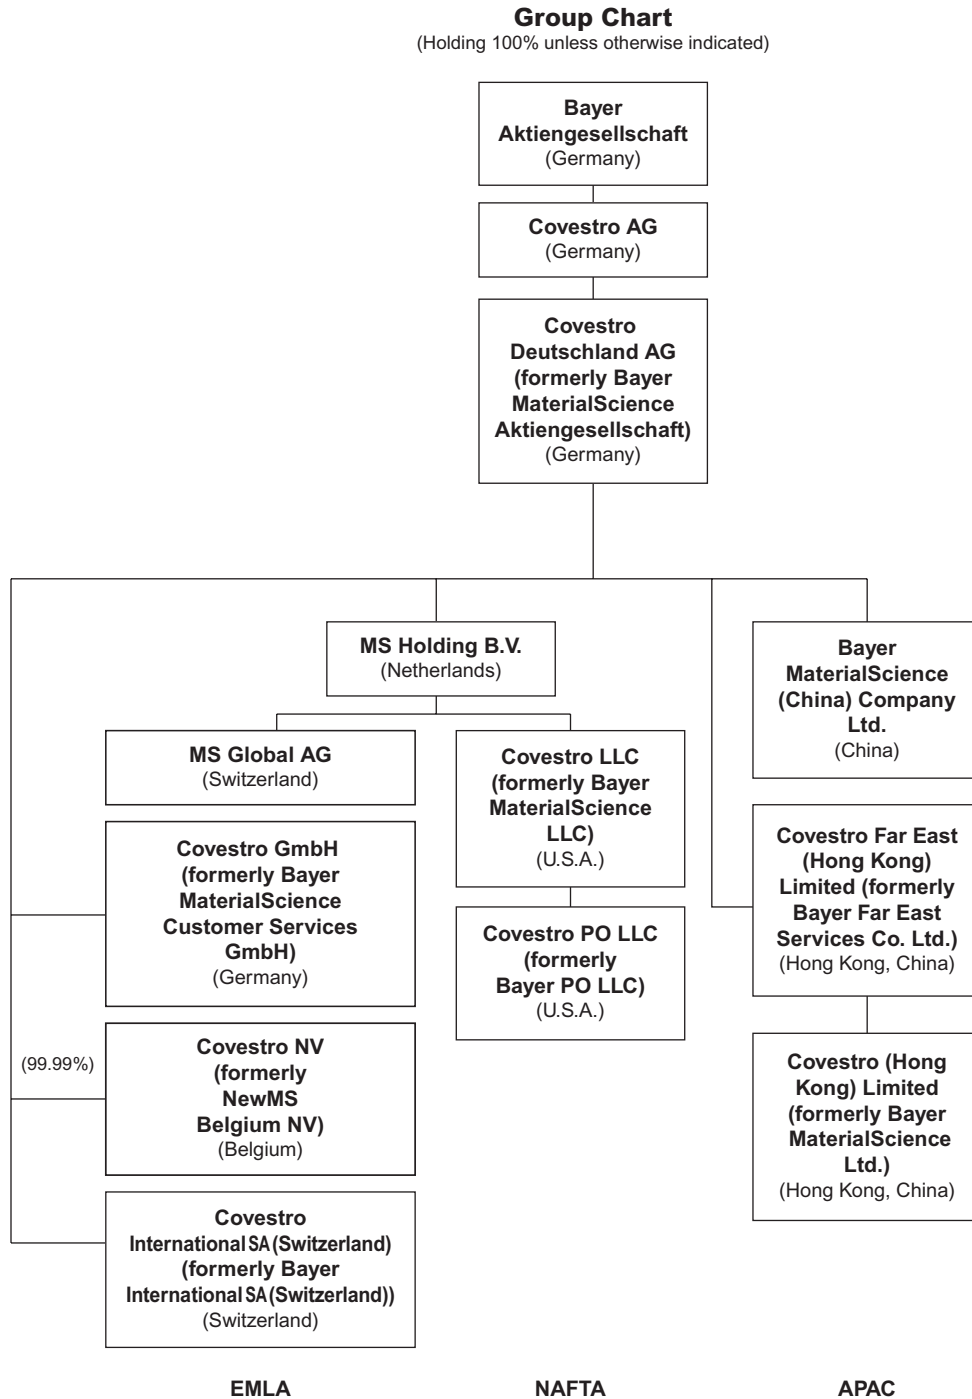 Group Chart
(Holding 100% unless otherwise indicated)
Bayer
Aktiengesellschaft
(Germany)
Covestro AG
(Germany)
Covestro
Deutschland AG
(formerly Bayer
MaterialScience
Aktiengesellschaft)
(Germany)
MS Holding B.V.
(Netherlands)
Bayer
MaterialScience
(China) Company
Ltd.
(China)
MS Global AG
(Switzerland)
Covestro LLC
(formerly Bayer
MaterialScience
LLC)
(U.S.A.)
Covestro GmbH
(formerly Bayer
MaterialScience
Customer Services
GmbH)
(Germany)
Covestro Far East
(Hong Kong)
Limited (formerly
Bayer Far East
Services Co. Ltd.)
(Hong Kong, China)
Covestro PO LLC
(formerly
Bayer PO LLC)
(U.S.A.)
(99.99%)
Covestro NV
(formerly
NewMS
Belgium NV)
(Belgium)
Covestro (Hong
Kong) Limited
(formerly Bayer
MaterialScience
Ltd.)
(Hong Kong, China)
Covestro
International SA (Switzerland)
(formerly Bayer
International SA (Switzerland))
(Switzerland)
EMLA
NAFTA
APAC